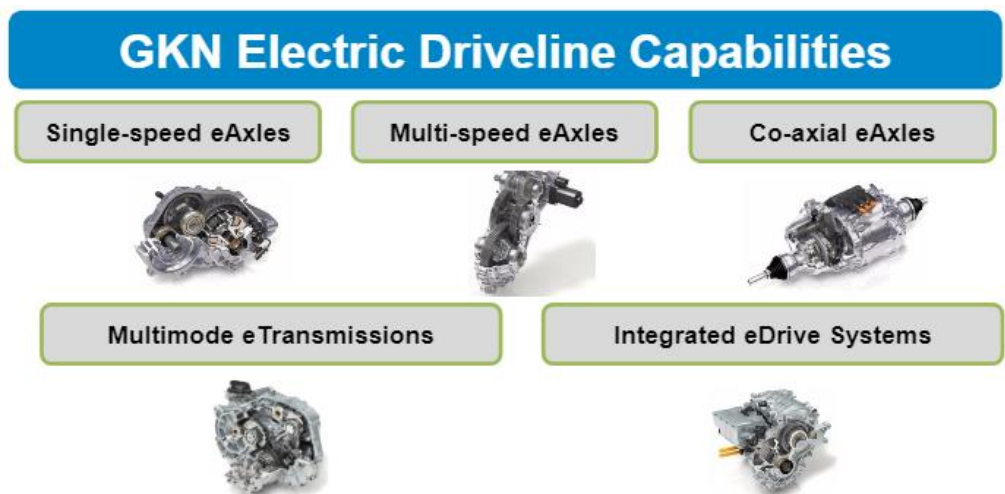 GKN Electric Driveline Capabilities
Single-speed eAxles
Multi-speed eAxles
Co-axial eAxles
Multimode eTransmissions
Integrated eDrive Systems